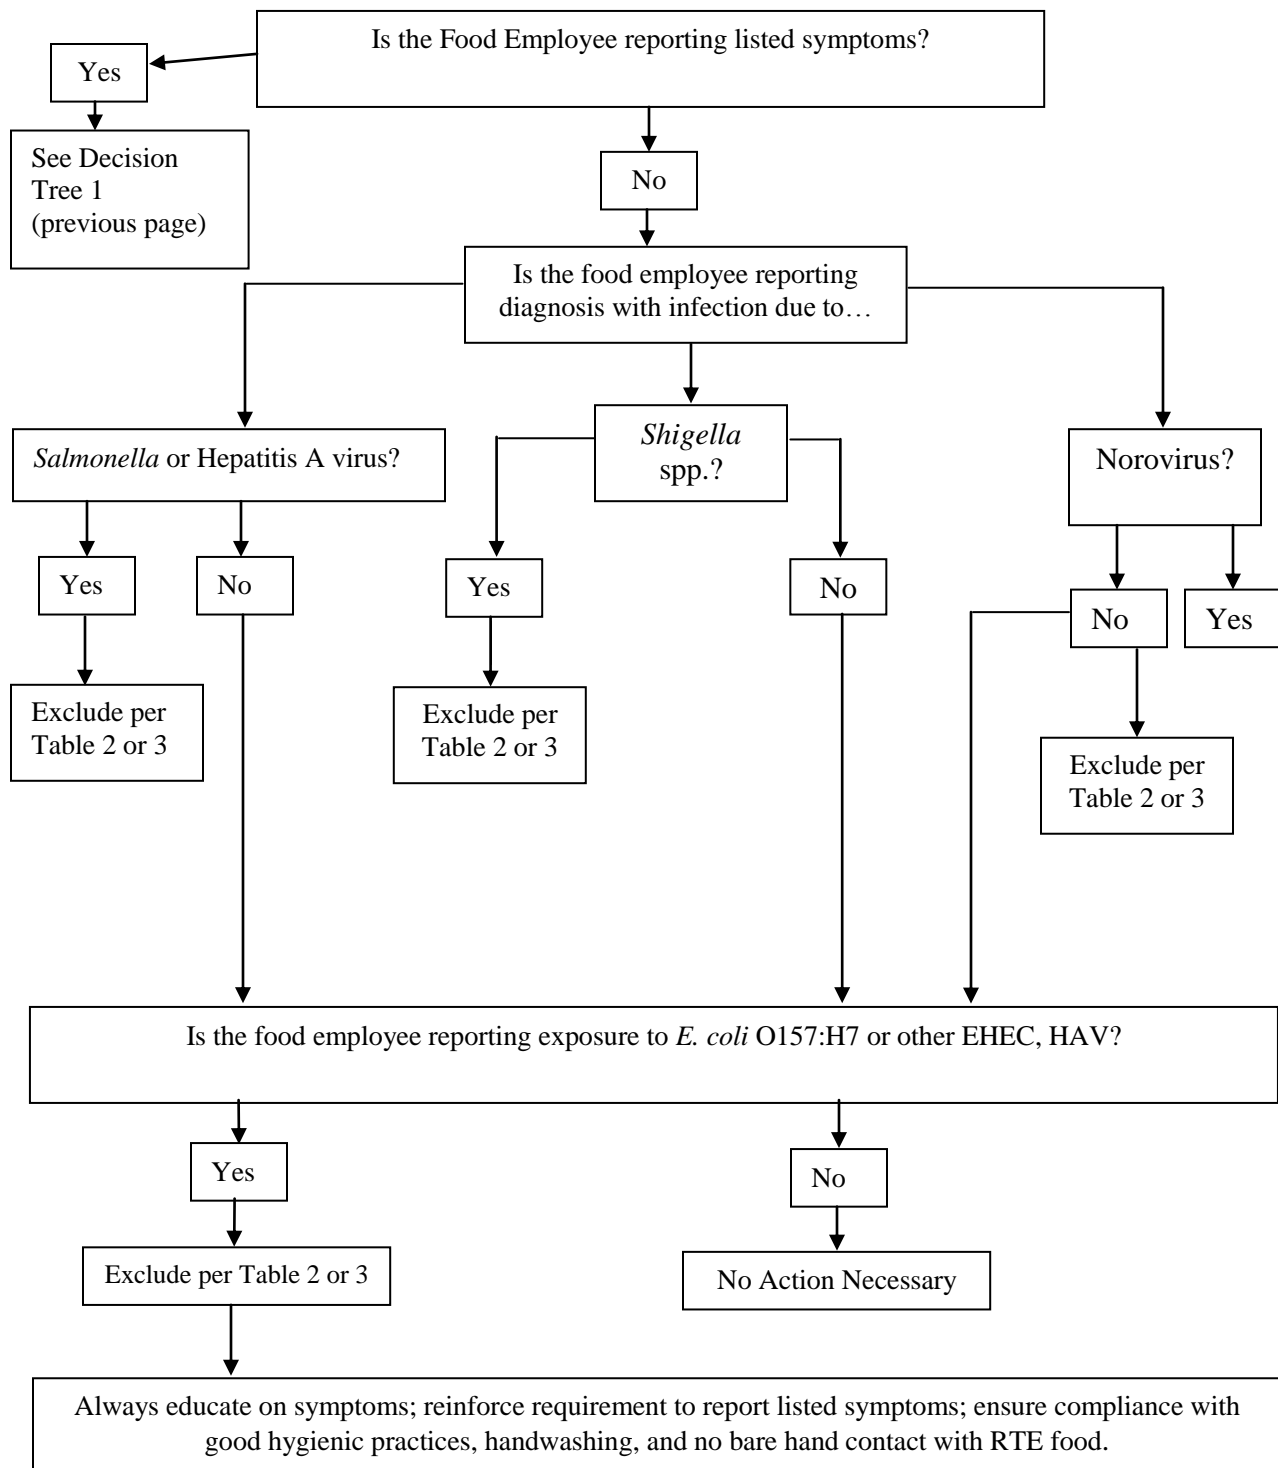 Is the Food Employee reporting listed symptoms?
Yes
See Decision
Tree 1
(previous page)
No
Is the food employee reporting
diagnosis with infection due to…
Salmonella or Hepatitis A virus?
Shigella
spp.?
Norovirus?
Yes
No
Yes
No
No
Yes
Exclude per
Table 2 or 3
Exclude per
Table 2 or 3
Exclude per
Table 2 or 3
Is the food employee reporting exposure to E. coli O157:H7 or other EHEC, HAV?
Yes
No
Exclude per Table 2 or 3
No Action Necessary
Always educate on symptoms; reinforce requirement to report listed symptoms; ensure compliance with
good hygienic practices, handwashing, and no bare hand contact with RTE food.